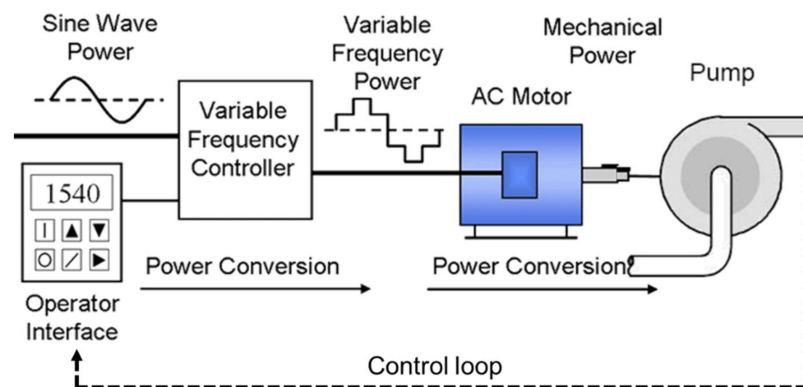 Sine Wave
Power
Variable
Frequency
Power
Mechanical
Power
Pump
AC Motor
Variable
Frequency
Controller
1540
Power Conversion
Power Conversion
Operator
Interface
Control loop